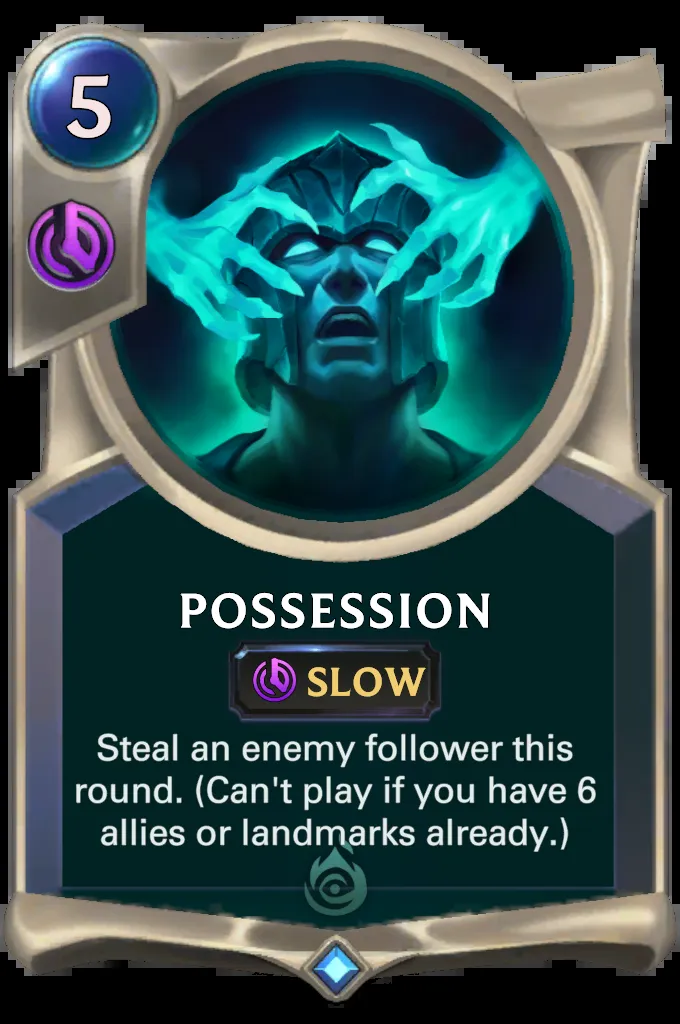 5
POSSESSION
SLOW
Steal an enemy follower this
round. (Can't play if you have 6
allies or landmarks already.)